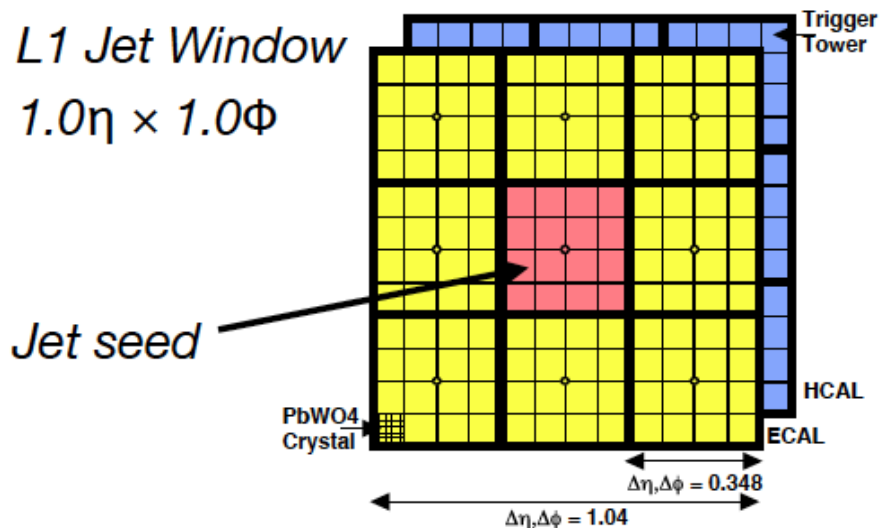 L1 Jet Window
1.0η × 1.0Φ
Trigger
Tower
Jet seed
PbWO4
Crystal
HCAL
ECAL
Δη,Δϕ = 0.348
Δη,Δϕ = 1.04